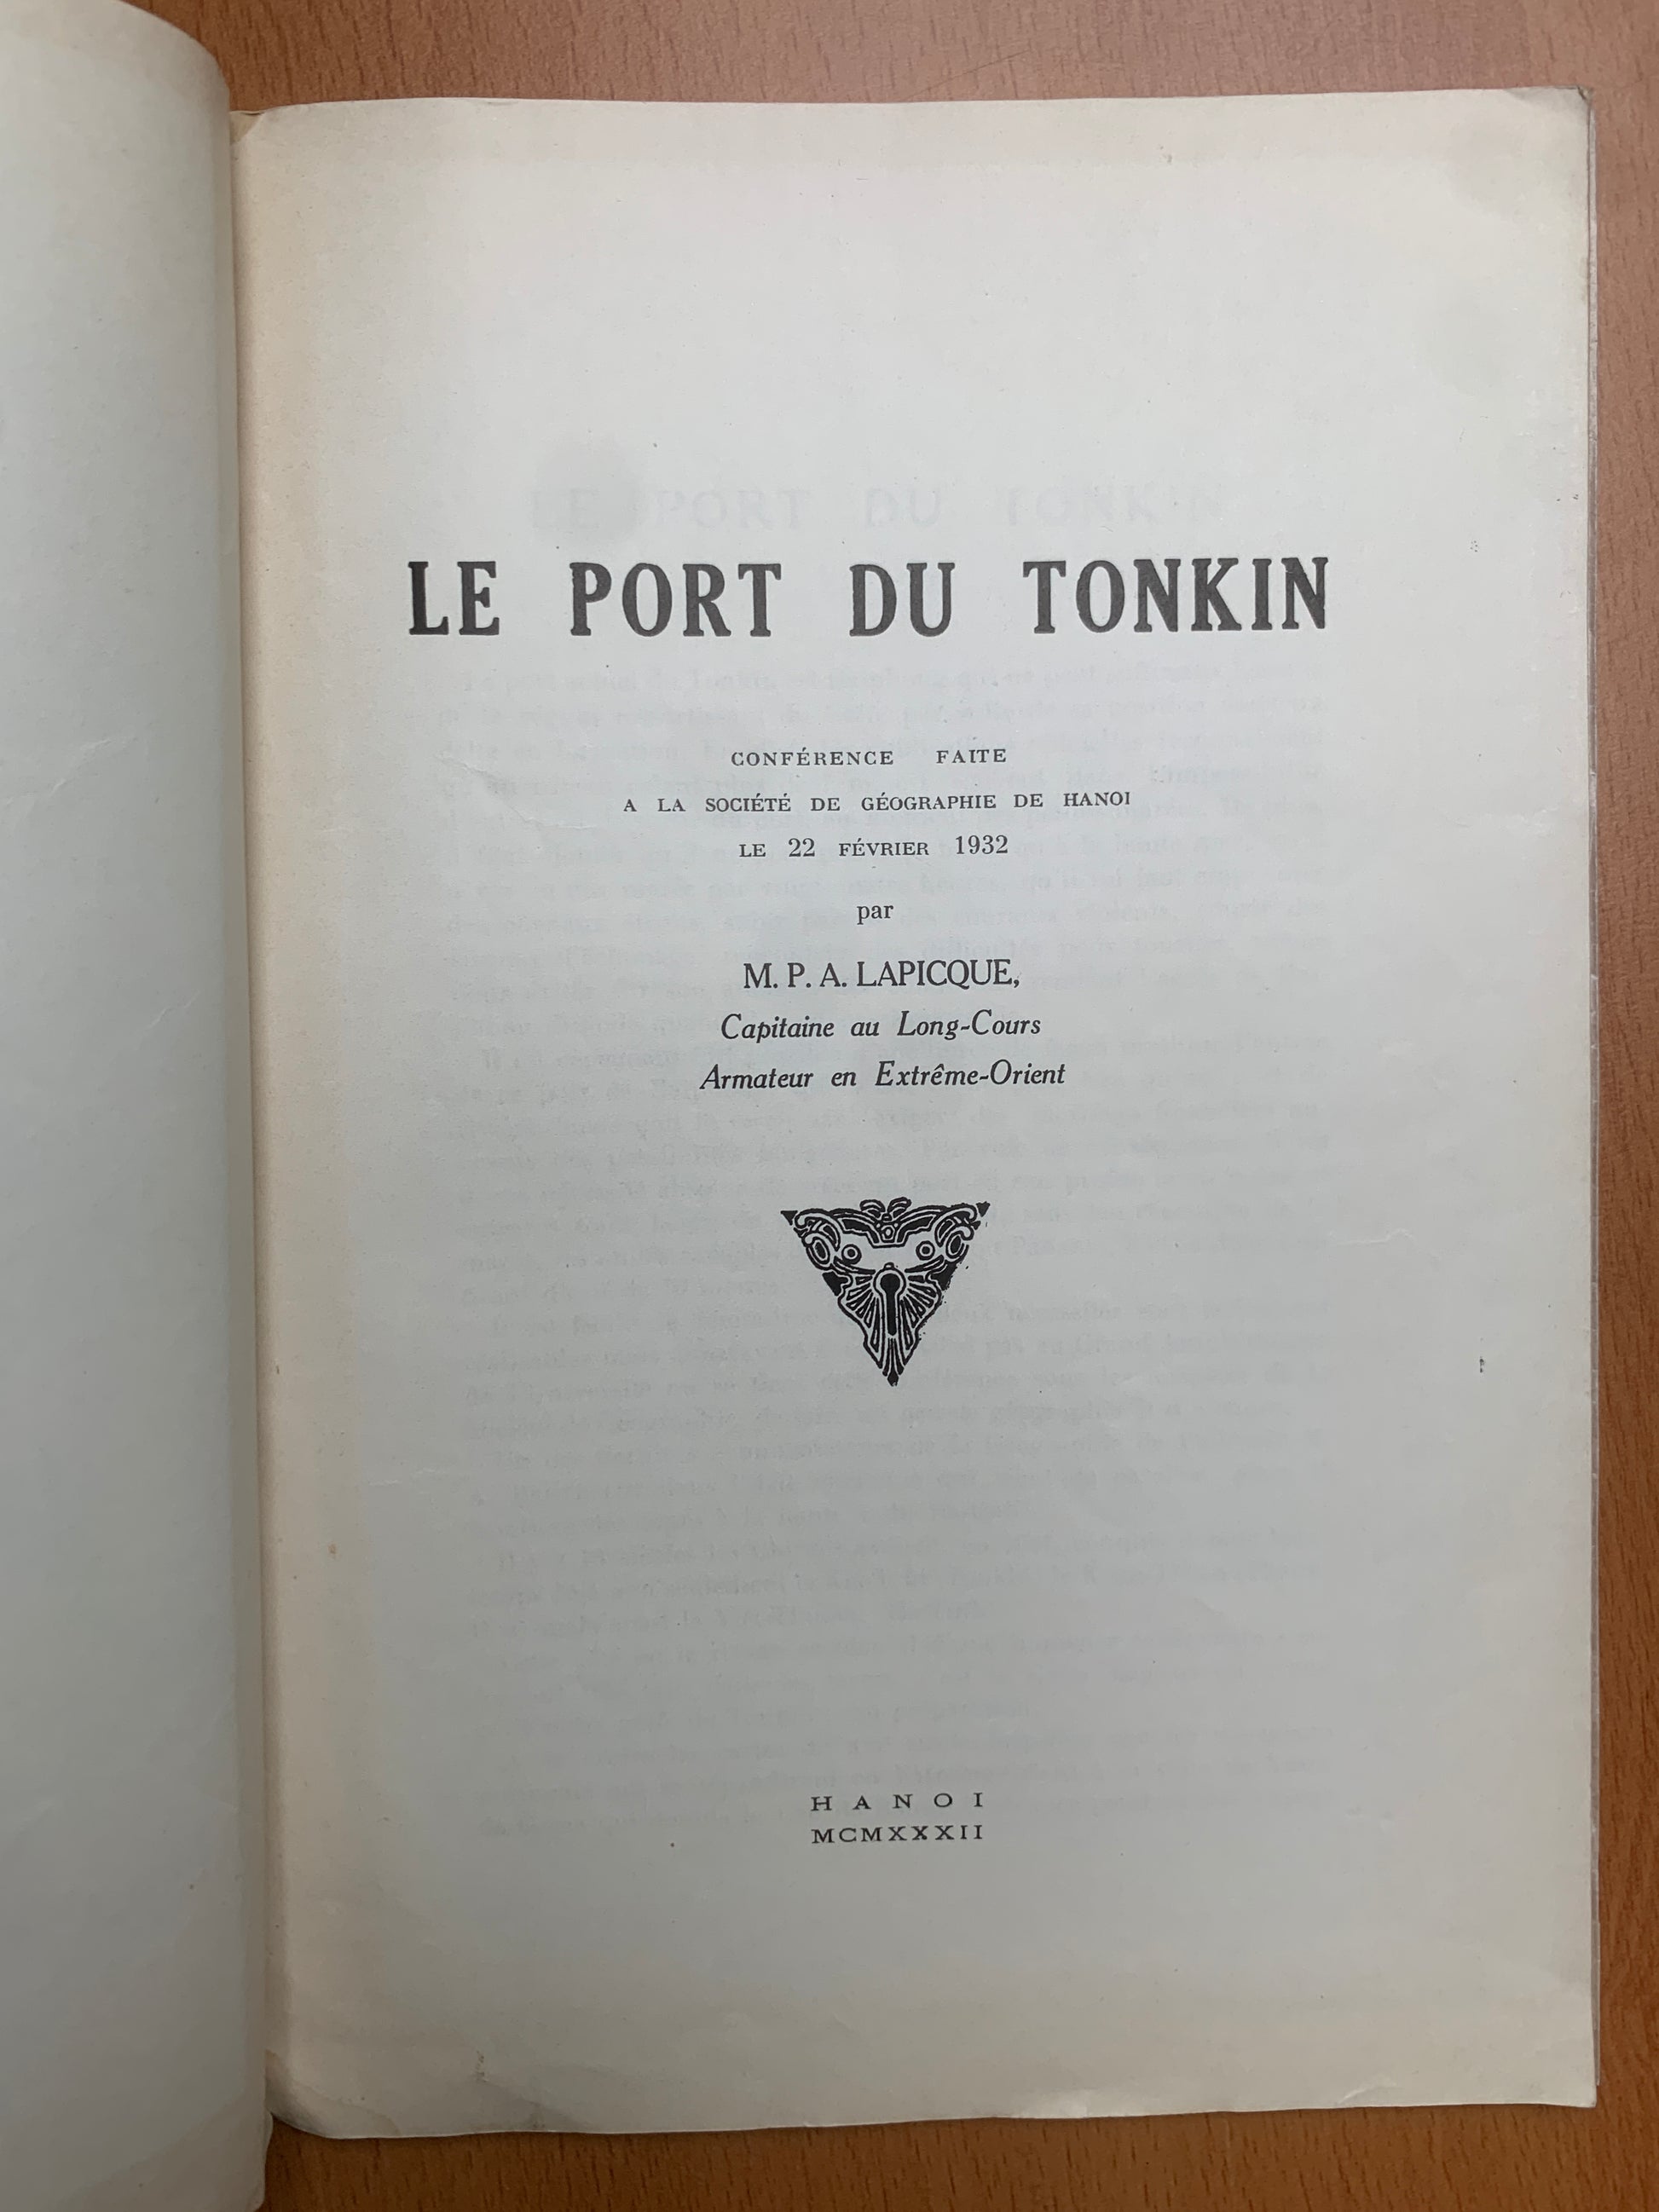 LE PORT DU TONKIN
CONFÉRENCE FAITE
A LA SOCIÉTÉ DE GÉOGRAPHIE DE HANOI
LE 22 FÉVRIER 1932
par
M. P. A. LAPICQUE,
Capitaine au Long-Cours
Armateur en Extrême-Orient
HANOI
MCMXXXII